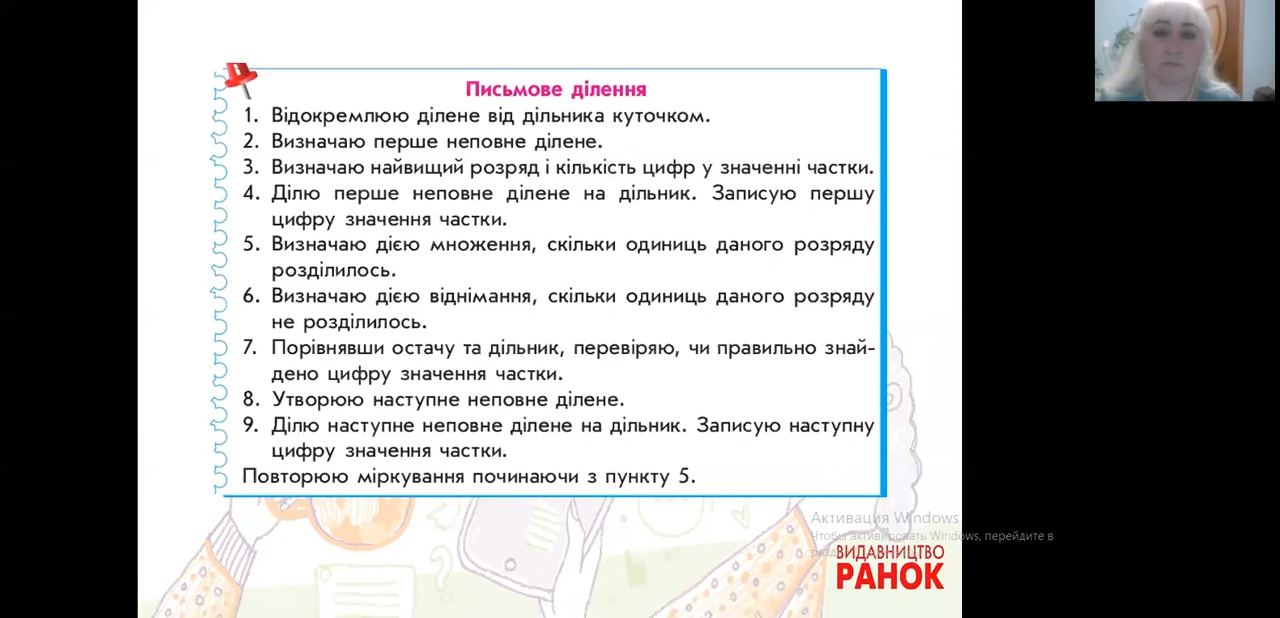 Письмове ділення
1. Відокремлюю ділене від дільника куточком.
2. Визначаю перше неповне ділене.
3. Визначаю найвищий розряд і кількість цифр у значенні частки.
4. Ділю перше неповне ділене на дільник. Записую першу
цифру значення частки.
5. Визначаю дією множення, скільки одиниць даного розряду
розділилось.
6. Визначаю дією віднімання, скільки одиниць даного розряду
не розділилось.
7. Порівнявши остачу та дільник, перевіряю, чи правильно знай-
дено цифру значення частки.
8. Утворюю наступне неповне ділене.
9. Ділю наступне неповне ділене на дільник. Записую наступну
цифру значення частки.
Повторюю міркування починаючи з пункту 5.
Активация Windows
Чтобы активировать Windows, перейдите в
ВИДАВНИЦТВО
РАНОК